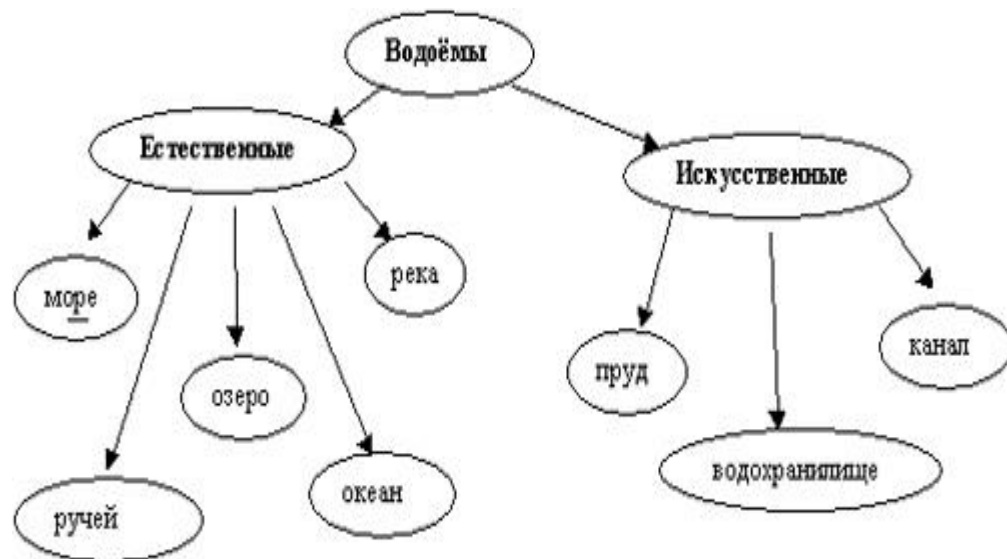 Водоёмы
Естественные
Искусственные
море
река
пруд
канал
озеро
водохранилище
ручей
океан